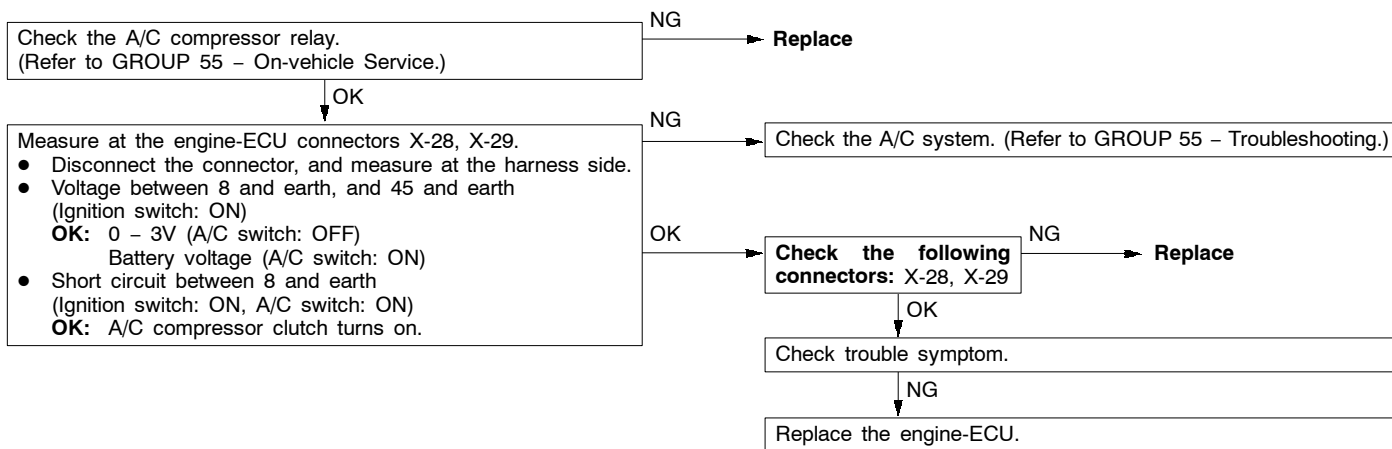 Check the A/C compressor relay.
(Refer to GROUP 55 – On-vehicle Service.)
NG
Replace
OK
Measure at the engine-ECU connectors X-28, X-29.
● Disconnect the connector, and measure at the harness side.
● Voltage between 8 and earth, and 45 and earth
(Ignition switch: ON)
OK: 0 – 3V (A/C switch: OFF)
Battery voltage (A/C switch: ON)
● Short circuit between 8 and earth
(Ignition switch: ON, A/C switch: ON)
OK: A/C compressor clutch turns on.
NG
Check the A/C system. (Refer to GROUP 55 – Troubleshooting.)
OK
Check the following
connectors: X-28, X-29
NG
Replace
OK
Check trouble symptom.
NG
Replace the engine-ECU.